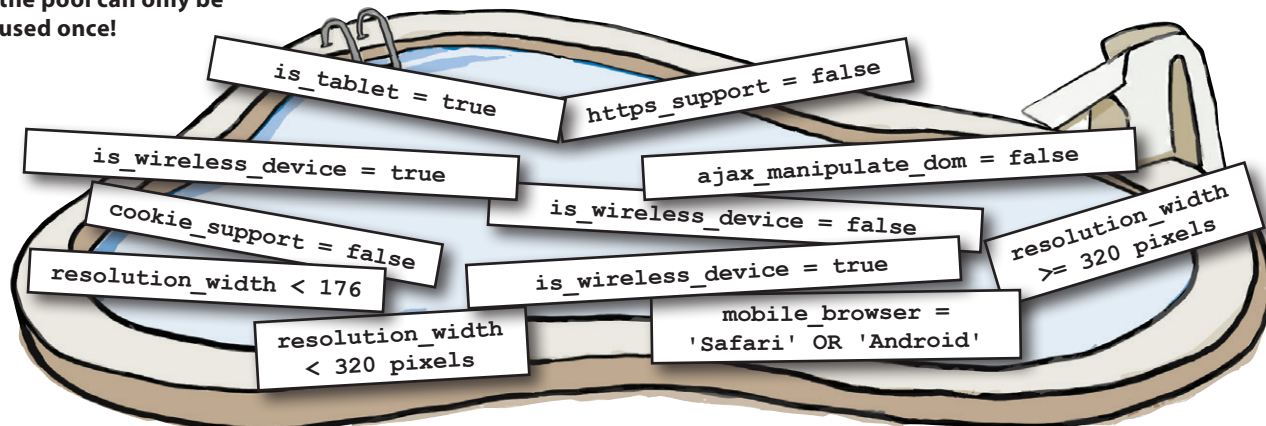 the pool can only be
used once!
is_tablet = true
https_support = false
is_wireless_device = true
ajax_manipulate_dom = false
cookie_support = false
is_wireless_device = false
resolution_width
>= 320 pixels
resolution_width < 176
is_wireless_device = true
resolution_width
< 320 pixels
mobile_browser =
'Safari' OR 'Android'